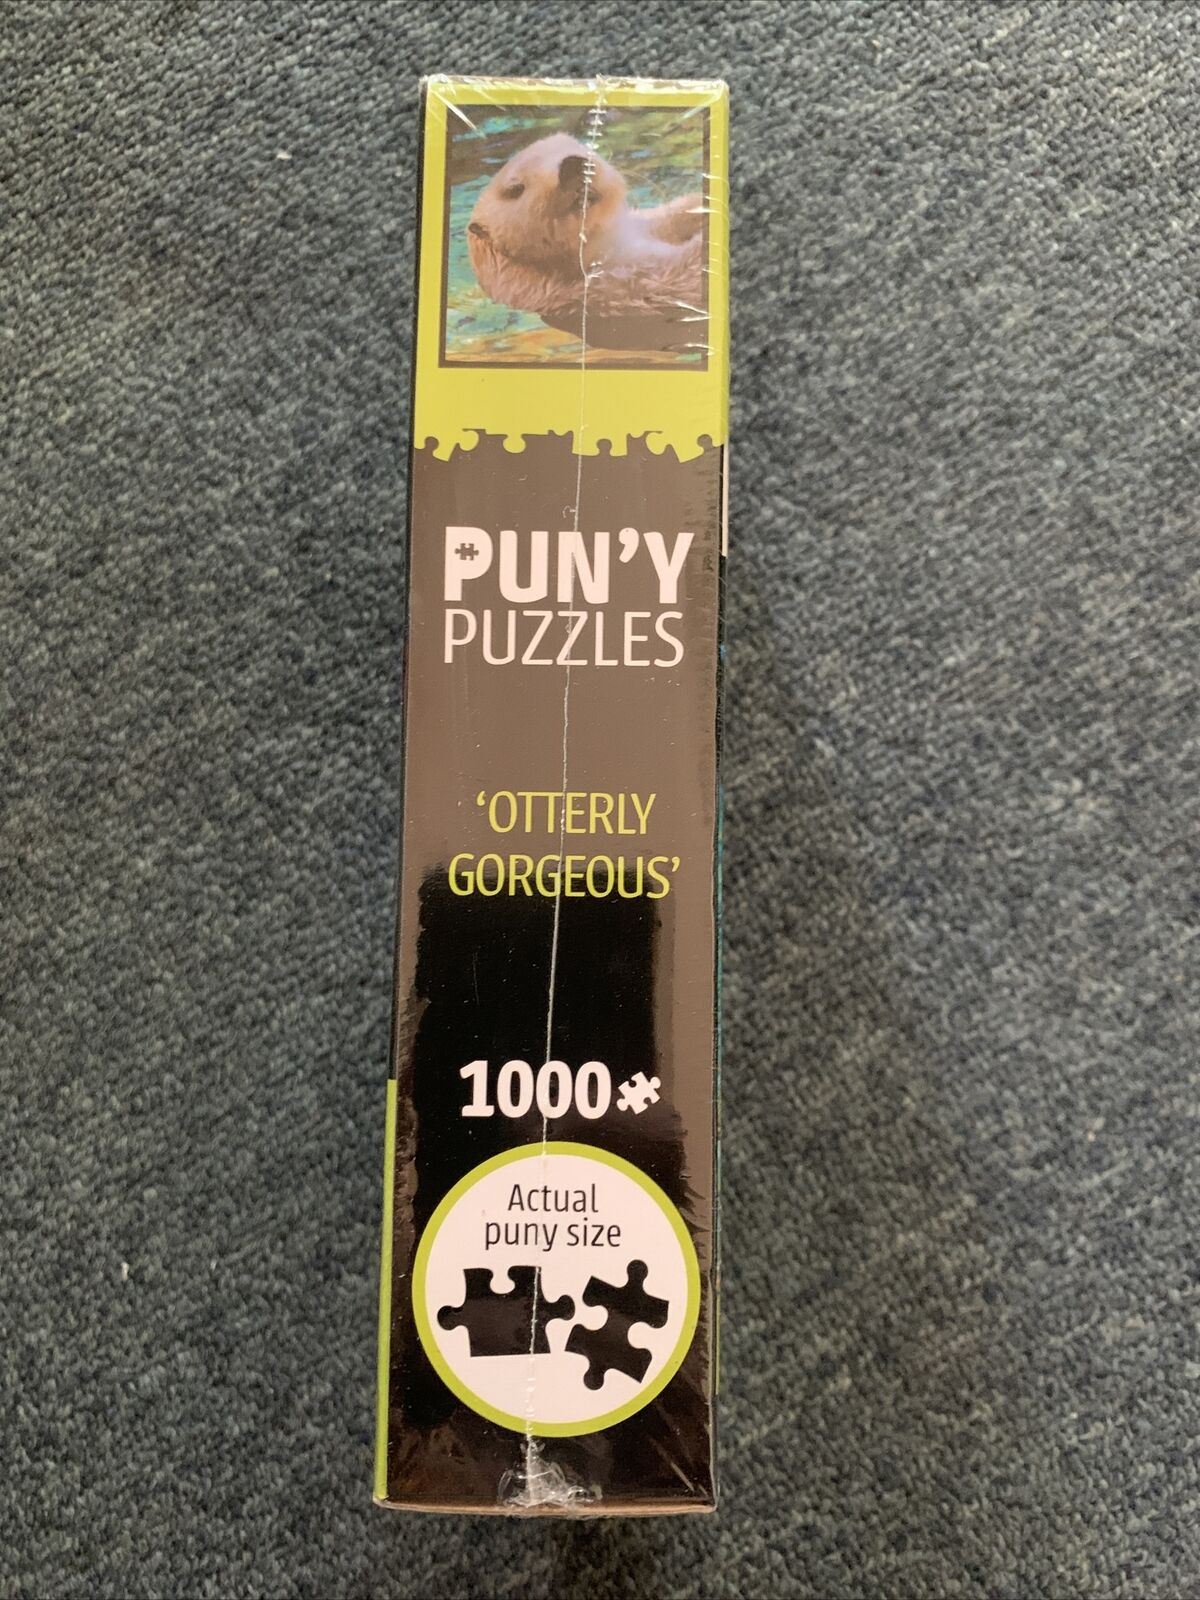 PUN’Y
PUZZLES
‘OTTERLY
GORGEOUS’
1000
Actual
puny size